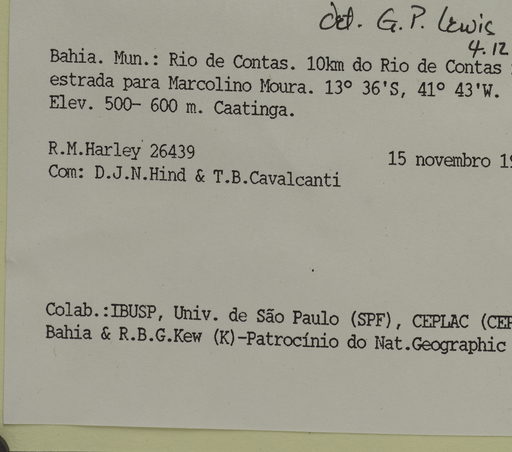 det. G.P. Lewis
4.12
Bahia. Mun.: Rio de Contas. 10km do Rio de Contas
estrada para Marcolino Moura. 13° 36'S, 41° 43'W.
Elev. 500- 600 m. Caatinga.
R.M.Harley 26439
15 novembro 19
Com: D.J.N.Hind & T.B.Cavalcanti
Colab.:IBUSP, Univ. de São Paulo (SPF), CEPLAC (CEP
Bahia & R.B.G.Kew (K)-Patrocínio do Nat.Geographic